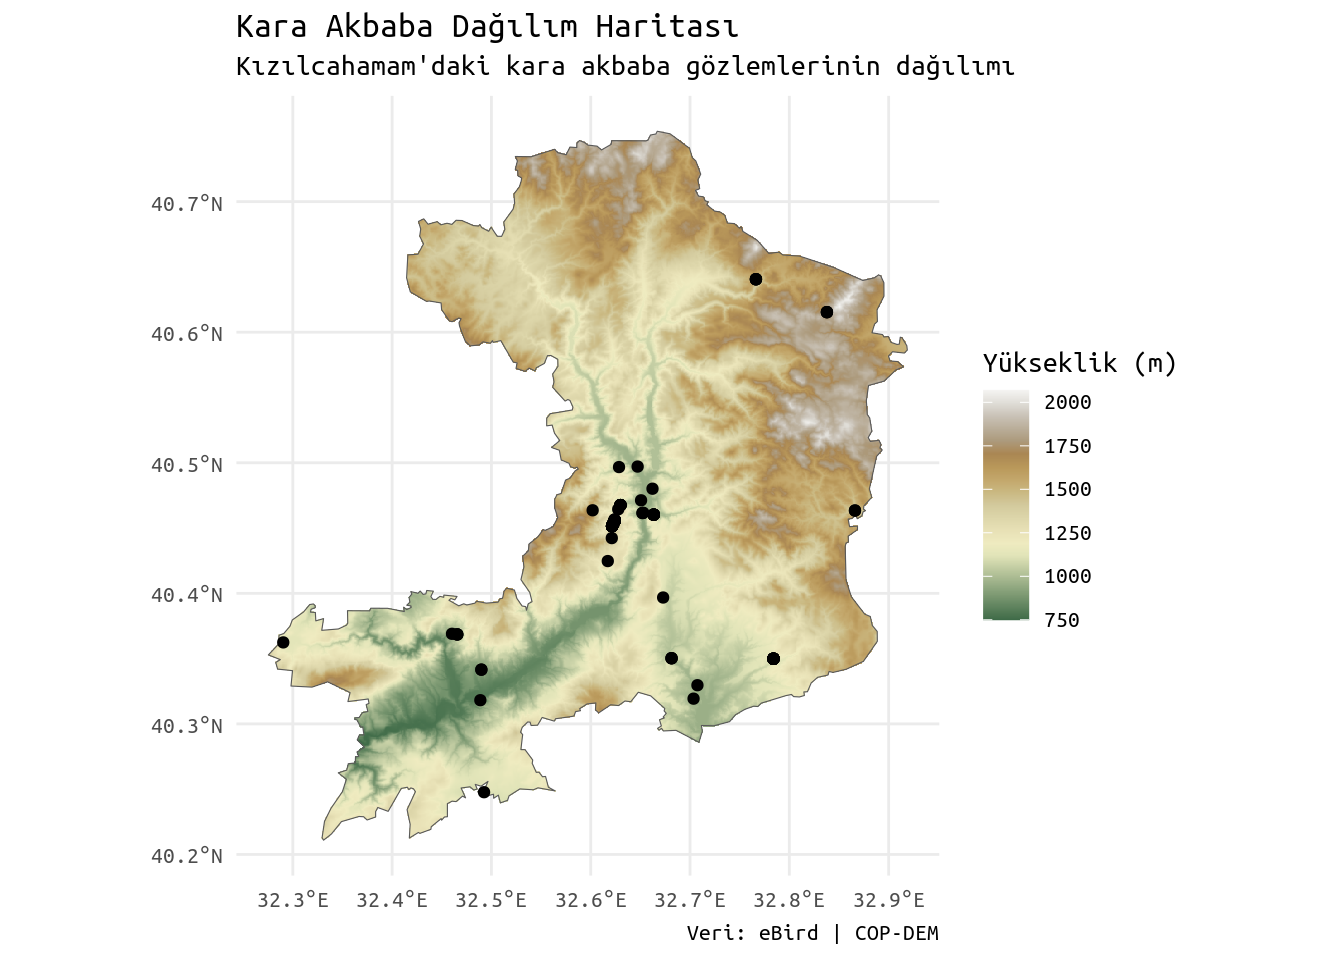 Kara Akbaba Dağılım Haritası
Kızılcahamam'daki kara akbaba gözlemlerinin dağılımı
40.7°N
40.6°N
40.5°N
40.4°N
40.3°N
40.2°N
32.3°E 32.4°E 32.5°E 32.6°E 32.7°E 32.8°E 32.9°E
Yükseklik (m)
2000
1750
1500
1250
1000
750
Veri: eBird | COP-DEM